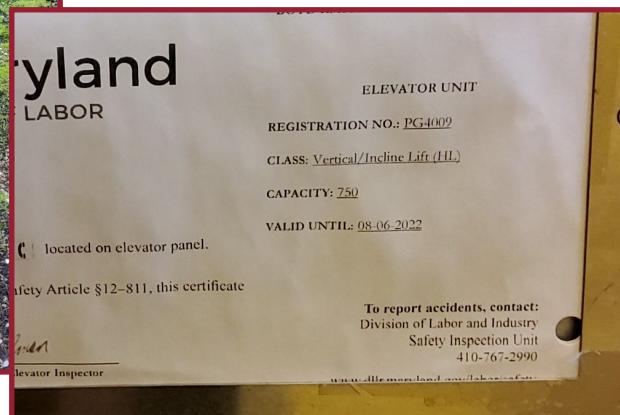 yland
LABOR
ELEVATOR UNIT
REGISTRATION NO.: PG4009
CLASS: Vertical/Incline Lift (HL)
CAPACITY: 750
VALID UNTIL: 08-06-2022
located on elevator panel.
afety Article §12–811, this certificate
To report accidents, contact:
Division of Labor and Industry
Safety Inspection Unit
410-767-2990
levator Inspector